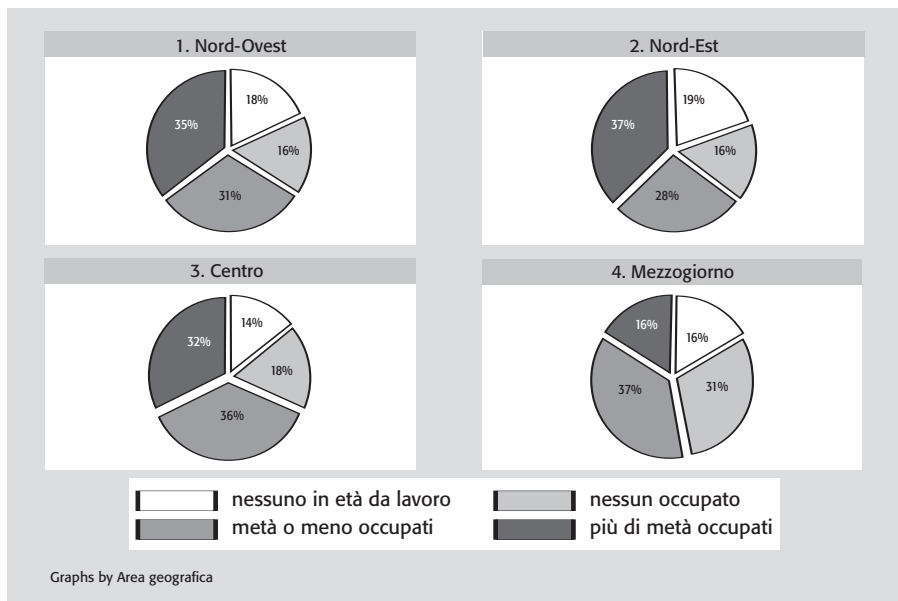 1. Nord-Ovest
18%
35%
16%
31%
2. Nord-Est
19%
37%
16%
28%
3. Centro
14%
32%
18%
36%
4. Mezzogiorno
16%
16%
37%
31%
nessuno in età da lavoro
nessun occupato
metà o meno occupati
più di metà occupati
Graphs by Area geografica